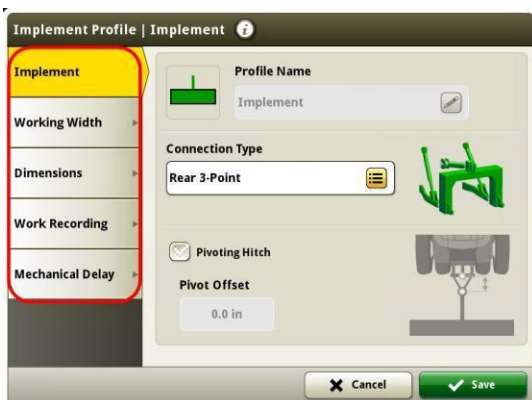 Implement Profile | Implement i
Implement
Working Width
Dimensions
Work Recording
Mechanical Delay
Profile Name
Implement
Connection Type
Rear 3-Point
Pivoting Hitch
Pivot Offset
0.0 in
Cancel
Save